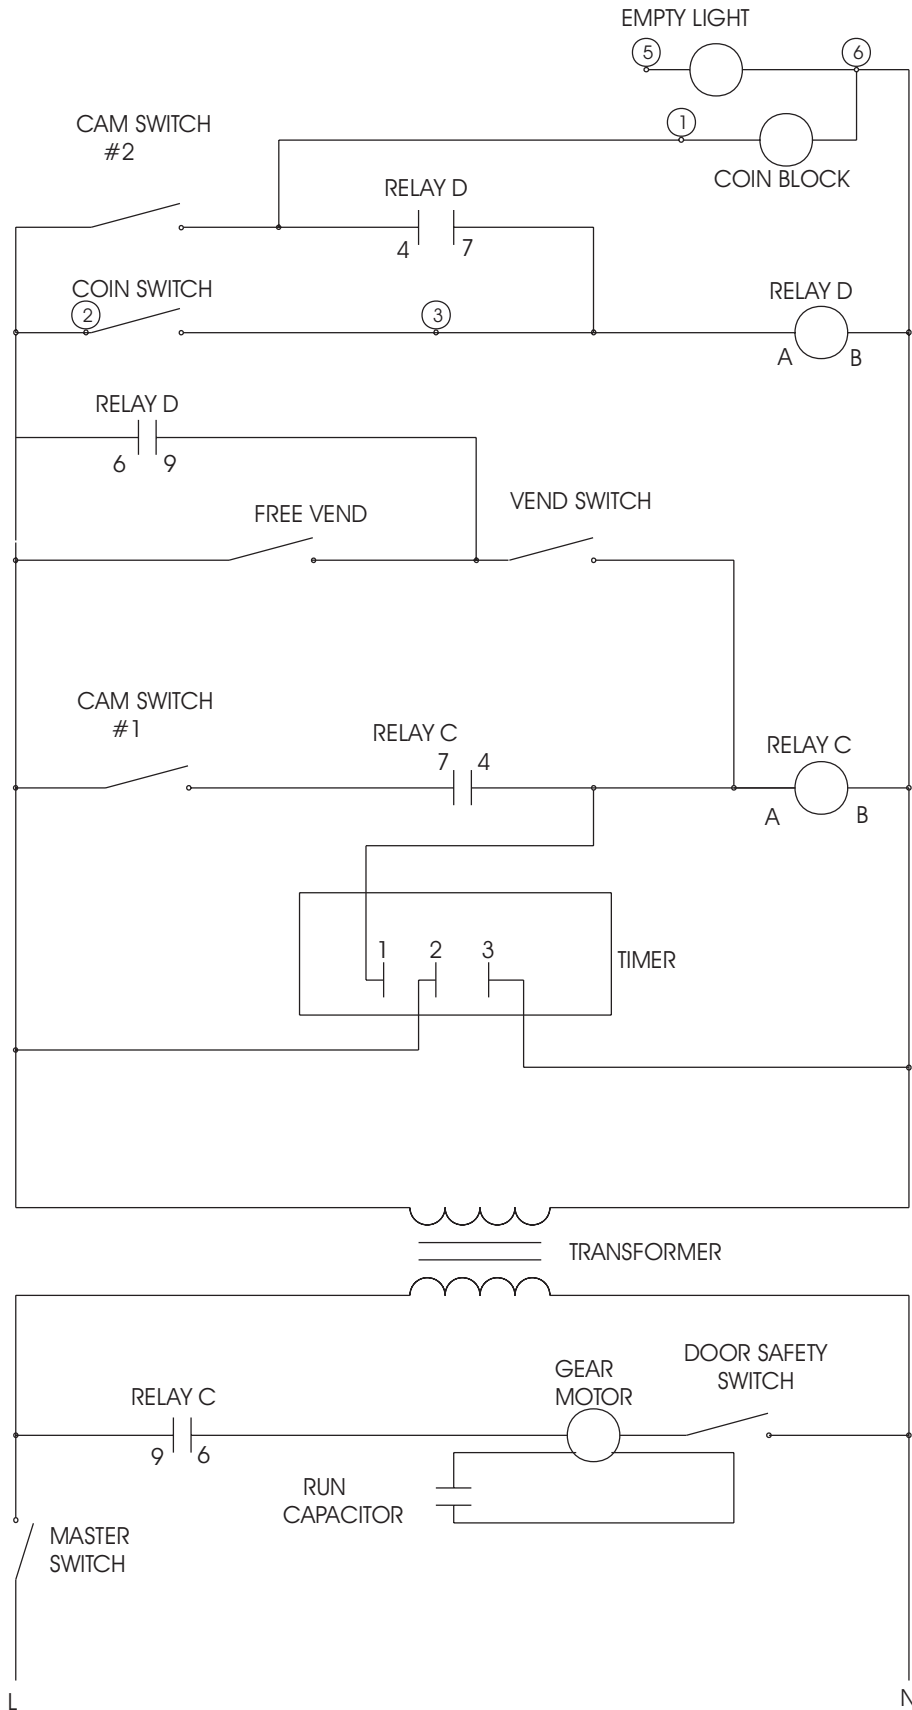 EMPTY LIGHT
5
6
CAM SWITCH
#2
1
COIN BLOCK
RELAY D
4 7
COIN SWITCH
2
3
RELAY D
A B
RELAY D
6 9
FREE VEND
VEND SWITCH
CAM SWITCH
#1
RELAY C
7 4
RELAY C
A B
1 2 3
TIMER
TRANSFORMER
RELAY C
9 6
GEAR
MOTOR
DOOR SAFETY
SWITCH
RUN
CAPACITOR
MASTER
SWITCH
L
N